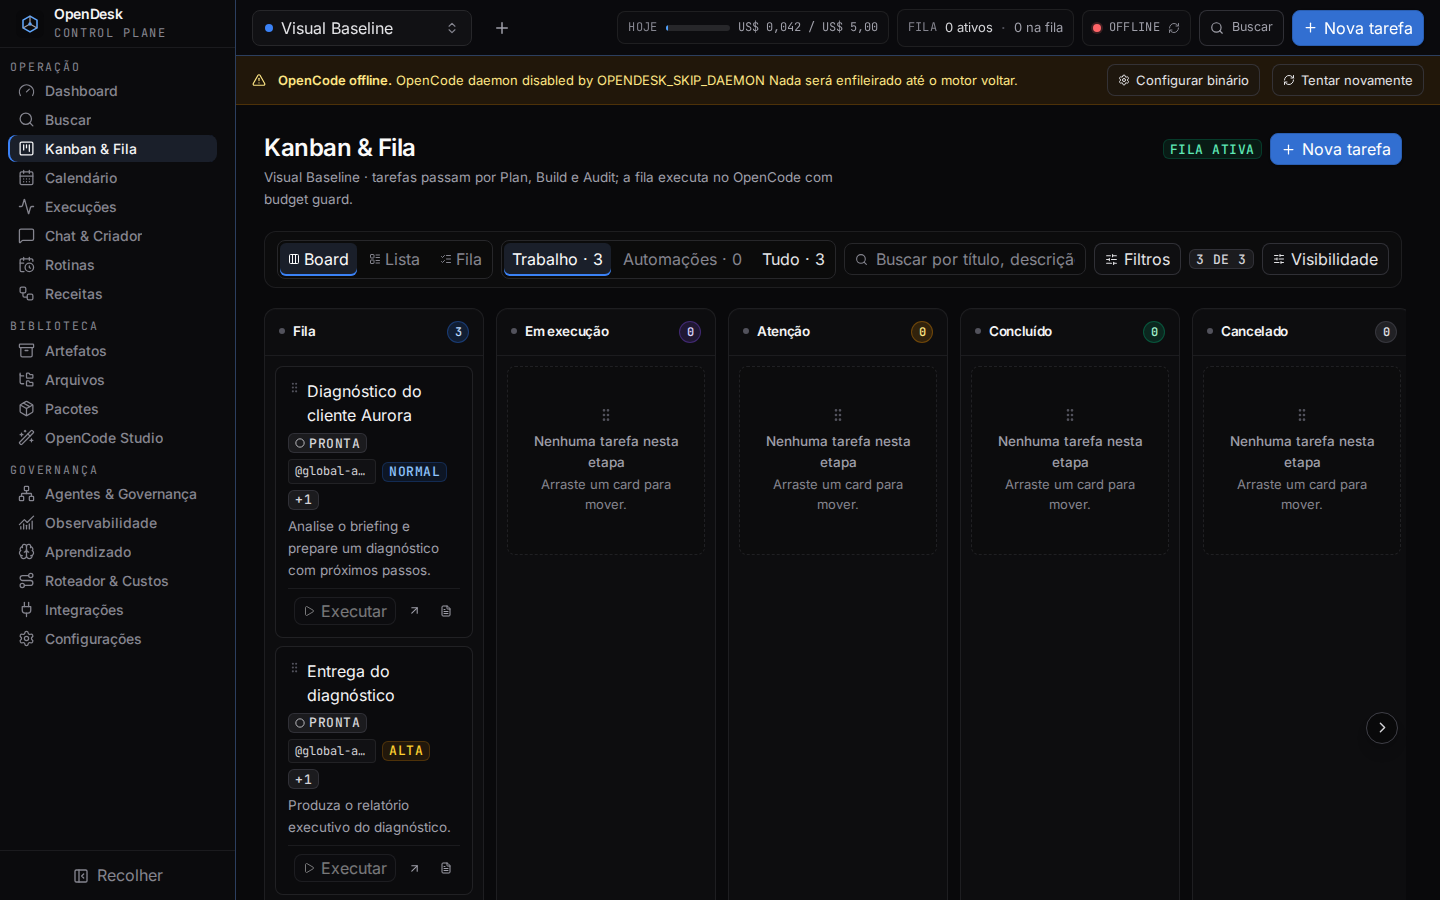 OpenDesk
CONTROL PLANE
OPERAÇÃO
Dashboard
Buscar
Kanban & Fila
Calendário
Execuções
Chat & Criador
Rotinas
Receitas
BIBLIOTECA
Artefatos
Arquivos
Pacotes
OpenCode Studio
GOVERNANÇA
Agentes & Governança
Observabilidade
Aprendizado
Roteador & Custos
Integrações
Configurações
Recolher
Visual Baseline
HOJE US$ 0,042 / US$ 5,00
FILA 0 ativos · 0 na fila
OFFLINE
Buscar
Nova tarefa
OpenCode offline. OpenCode daemon disabled by OPENDESK_SKIP_DAEMON Nada será enfileirado até o motor voltar.
Configurar binário
Tentar novamente
Kanban & Fila
Visual Baseline · tarefas passam por Plan, Build e Audit; a fila executa no OpenCode com
budget guard.
FILA ATIVA
Nova tarefa
Board
Lista
Fila
Trabalho · 3
Automações · 0
Tudo · 3
Buscar por título, descriçã
Filtros
3 DE 3
Visibilidade
Fila 3
Diagnóstico do
cliente Aurora
PRONTA
@global-a… NORMAL
+1
Analise o briefing e
prepare um diagnóstico
com próximos passos.
Executar
Entrega do
diagnóstico
PRONTA
@global-a… ALTA
+1
Produza o relatório
executivo do diagnóstico.
Executar
Em execução 0
Nenhuma tarefa nesta
etapa
Arraste um card para
mover.
Atenção 0
Nenhuma tarefa nesta
etapa
Arraste um card para
mover.
Concluído 0
Nenhuma tarefa nesta
etapa
Arraste um card para
mover.
Cancelado 0
Nenhuma tarefa nesta
etapa
Arraste um card para
mover.